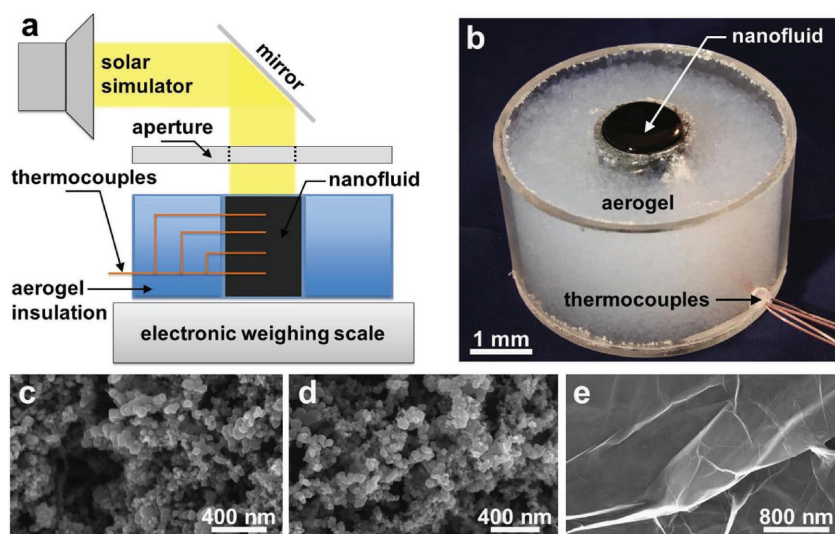 a
solar
simulator
mirror
aperture
thermocouples
nanofluid
aerogel
insulation
electronic weighing scale
b
nanofluid
aerogel
thermocouples
1 mm
c
400 nm
d
400 nm
e
800 nm